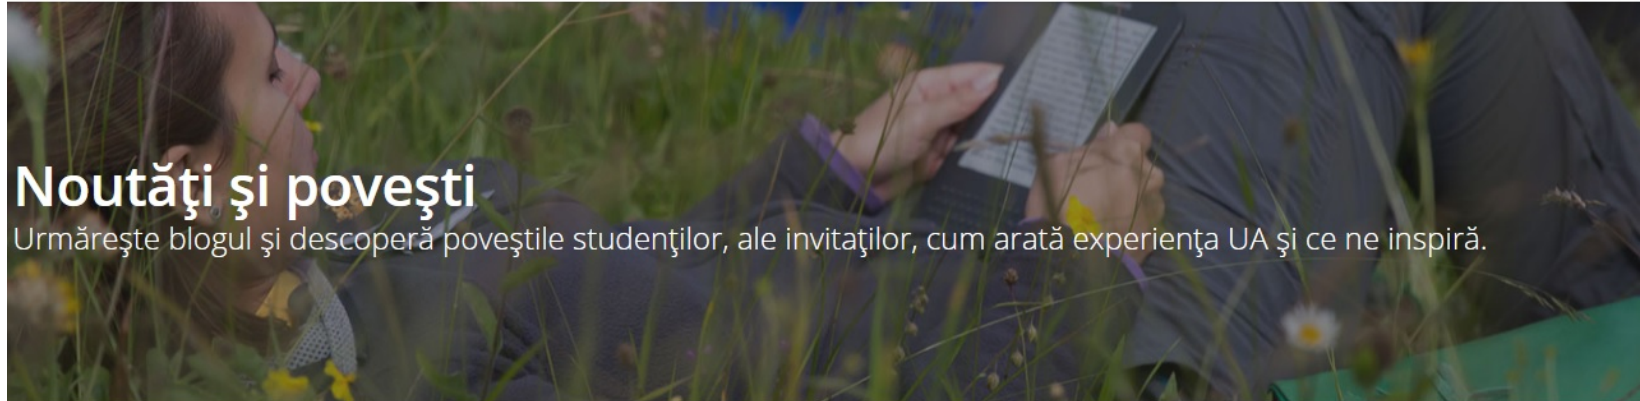 Noutăţi şi poveşti
Urmăreşte blogul şi descoperă poveştile studenţilor, ale invitaţilor, cum arată experienţa UA şi ce ne inspiră.